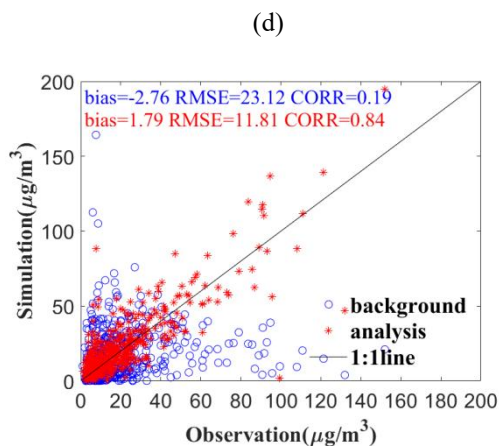 (d)
bias=-2.76 RMSE=23.12 CORR=0.19
bias=1.79 RMSE=11.81 CORR=0.84
200
150
100
50
0
Simulation(μg/m³)
background
analysis
1:1line
0 20 40 60 80 100 120 140 160 180 200
Observation(μg/m³)